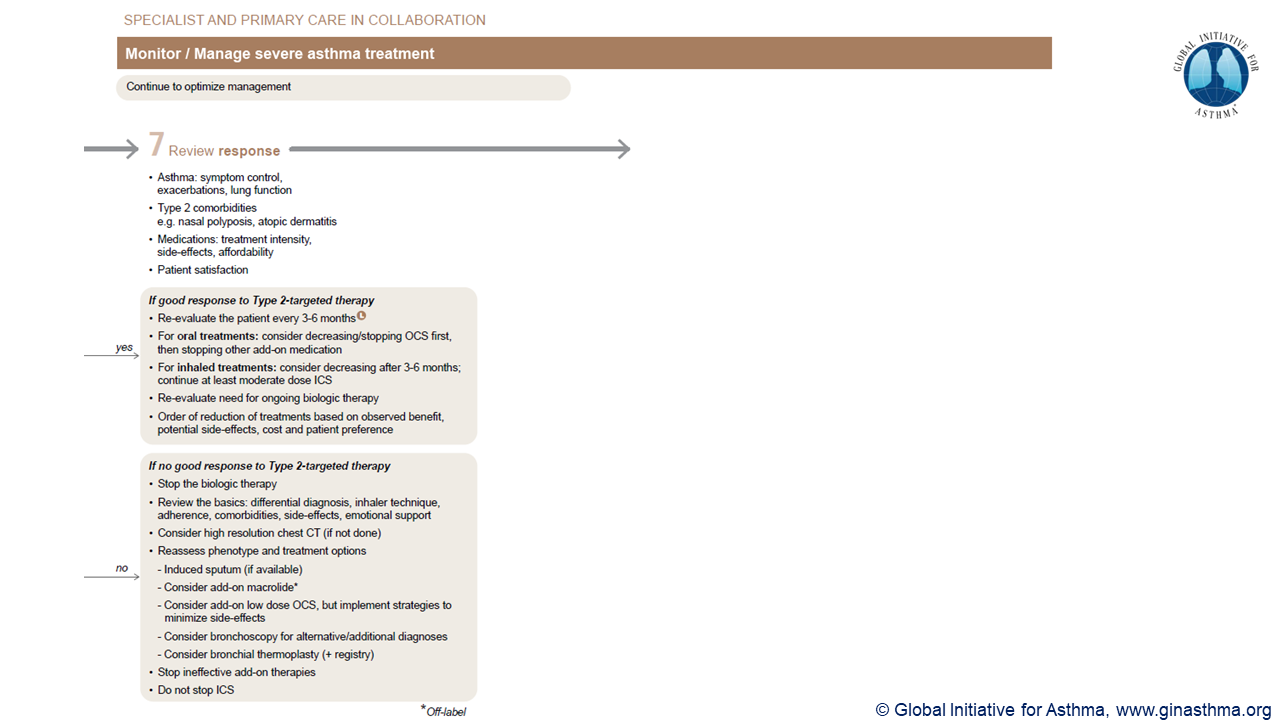 SPECIALIST AND PRIMARY CARE IN COLLABORATION
Monitor / Manage severe asthma treatment
GLOBAL INITIATIVE FOR
ASTHMA
Continue to optimize management
7 Review response
• Asthma: symptom control,
exacerbations, lung function
• Type 2 comorbidities
e.g. nasal polyposis, atopic dermatitis
• Medications: treatment intensity,
side-effects, affordability
• Patient satisfaction
yes
If good response to Type 2-targeted therapy
• Re-evaluate the patient every 3-6 months
• For oral treatments: consider decreasing/stopping OCS first,
then stopping other add-on medication
• For inhaled treatments: consider decreasing after 3-6 months;
continue at least moderate dose ICS
• Re-evaluate need for ongoing biologic therapy
• Order of reduction of treatments based on observed benefit,
potential side-effects, cost and patient preference
no
If no good response to Type 2-targeted therapy
• Stop the biologic therapy
• Review the basics: differential diagnosis, inhaler technique,
adherence, comorbidities, side-effects, emotional support
• Consider high resolution chest CT (if not done)
• Reassess phenotype and treatment options
- Induced sputum (if available)
- Consider add-on macrolide*
- Consider add-on low dose OCS, but implement strategies to
minimize side-effects
- Consider bronchoscopy for alternative/additional diagnoses
- Consider bronchial thermoplasty (+ registry)
• Stop ineffective add-on therapies
• Do not stop ICS
*Off-label
© Global Initiative for Asthma, www.ginasthma.org